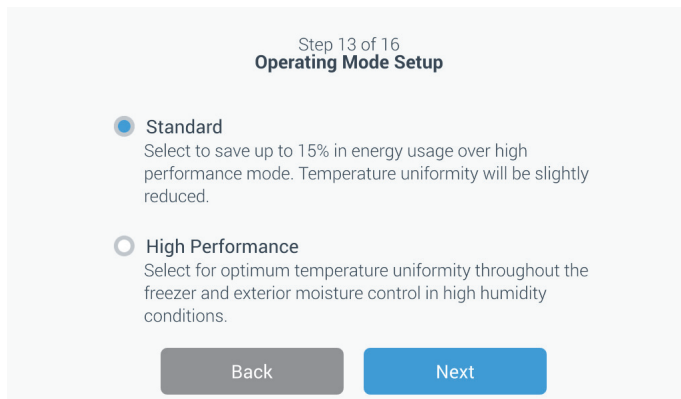 Step 13 of 16
Operating Mode Setup
Standard
Select to save up to 15% in energy usage over high
performance mode. Temperature uniformity will be slightly
reduced.
High Performance
Select for optimum temperature uniformity throughout the
freezer and exterior moisture control in high humidity
conditions.
Back
Next